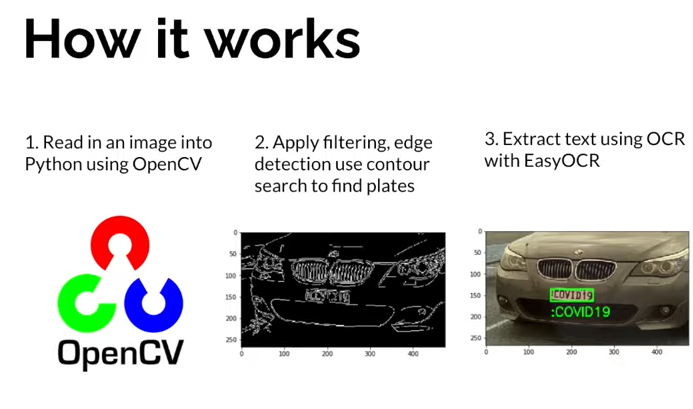 How it works
1. Read in an image into
Python using OpenCV
2. Apply filtering, edge
detection use contour
search to find plates
3. Extract text using OCR
with EasyOCR
OpenCV
0
50
100
150
200
250
0
100
200
300
400
COVID19
0
50
100
150
200
250
0
100
200
300
400
:COVID19
:COVID19